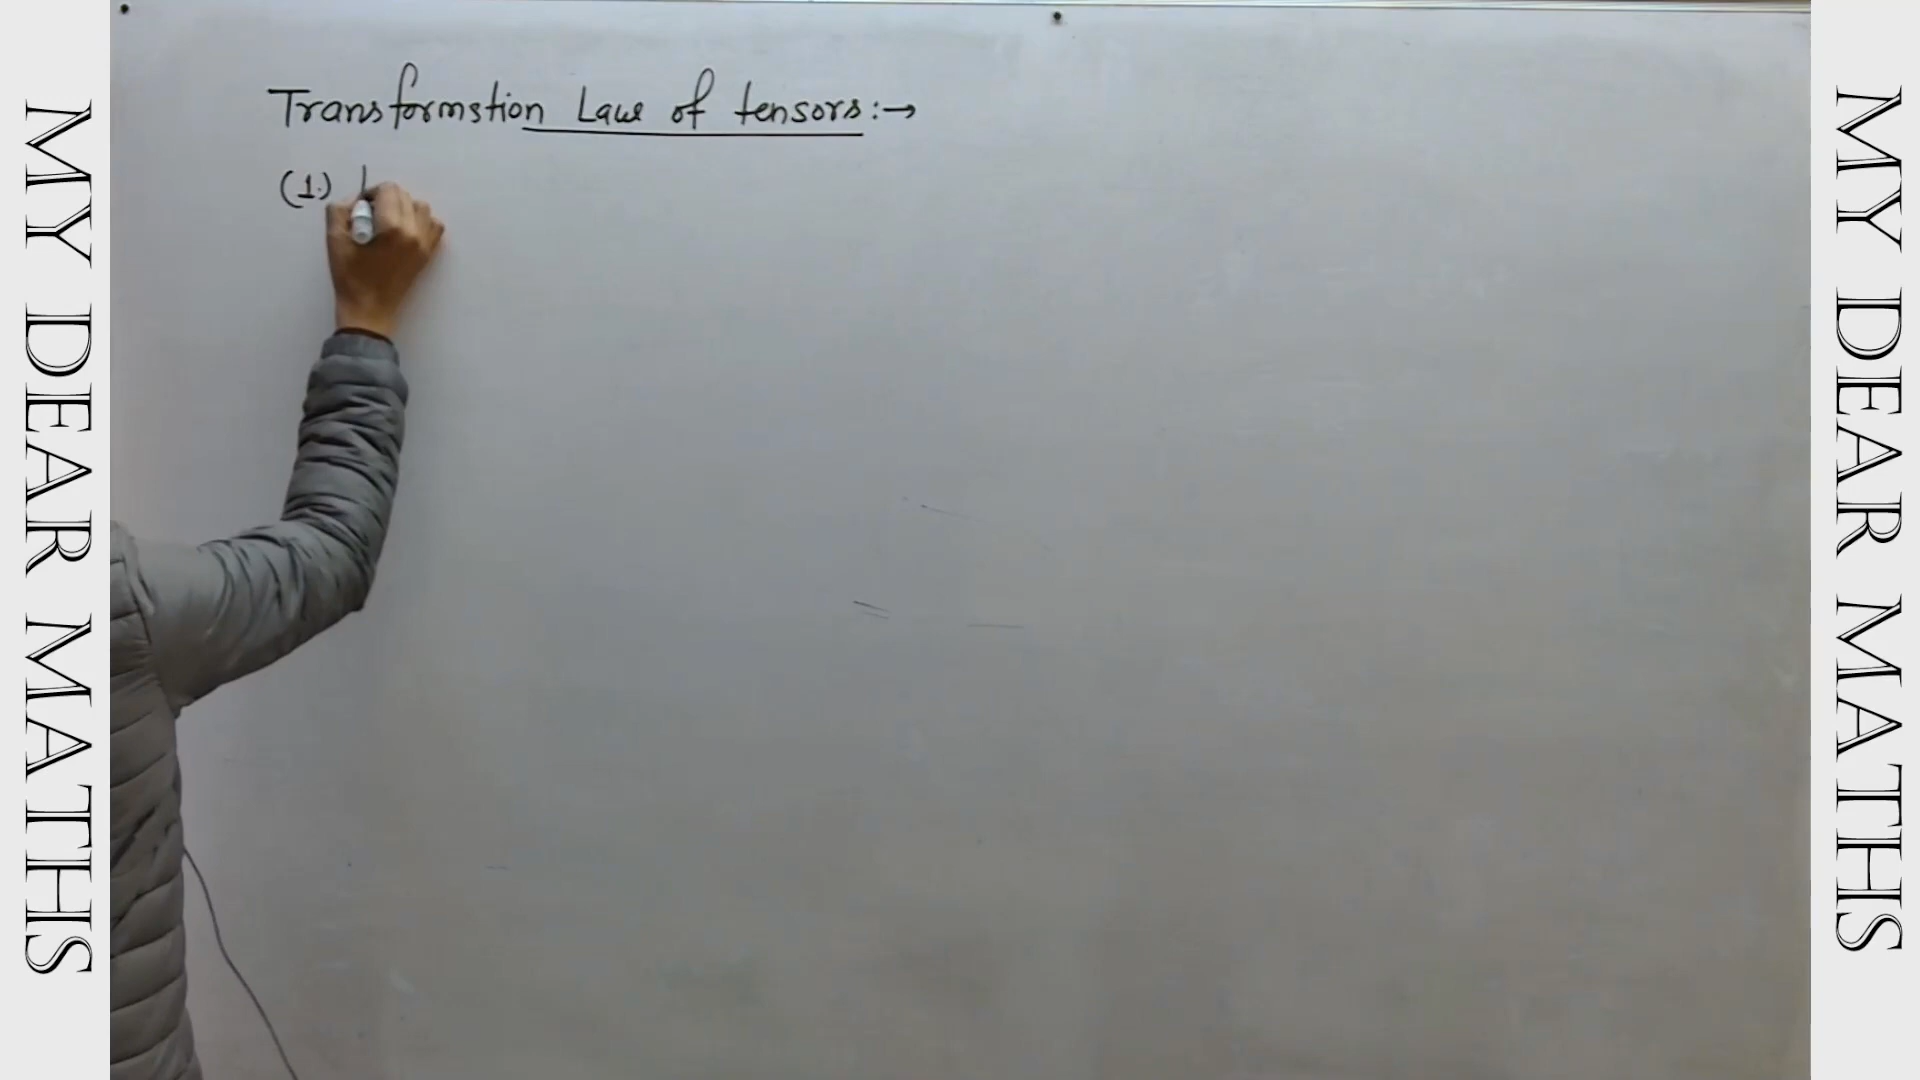 MY DEAR MATHS
Transformstion Law of tensors:→
(1.)
MY DEAR MATHS